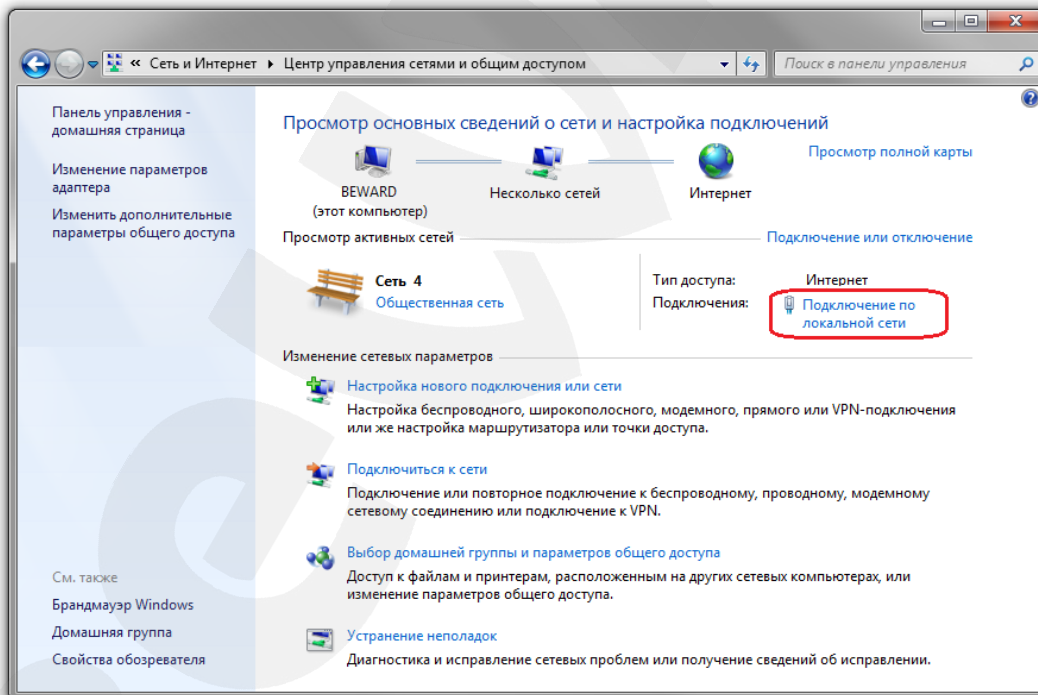 « Сеть и Интернет Центр управления сетями и общим доступом Поиск в панели управления
Панель управления -
домашняя страница
Изменение параметров
адаптера
Изменить дополнительные
параметры общего доступа
Просмотр основных сведений о сети и настройка подключений
Просмотр полной карты
BEWARD
(этот компьютер)
Несколько сетей
Интернет
Просмотр активных сетей
Подключение или отключение
Сеть 4
Общественная сеть
Тип доступа: Интернет
Подключения: Подключение по
локальной сети
Изменение сетевых параметров
Настройка нового подключения или сети
Настройка беспроводного, широкополосного, модемного, прямого или VPN-подключения
или же настройка маршрутизатора или точки доступа.
Подключиться к сети
Подключение или повторное подключение к беспроводному, проводному, модемному
сетевому соединению или подключение к VPN.
Выбор домашней группы и параметров общего доступа
Доступ к файлам и принтерам, расположенным на других сетевых компьютерах, или
изменение параметров общего доступа.
Устранение неполадок
Диагностика и исправление сетевых проблем или получение сведений об исправлении.
См. также
Брандмауэр Windows
Домашняя группа
Свойства обозревателя